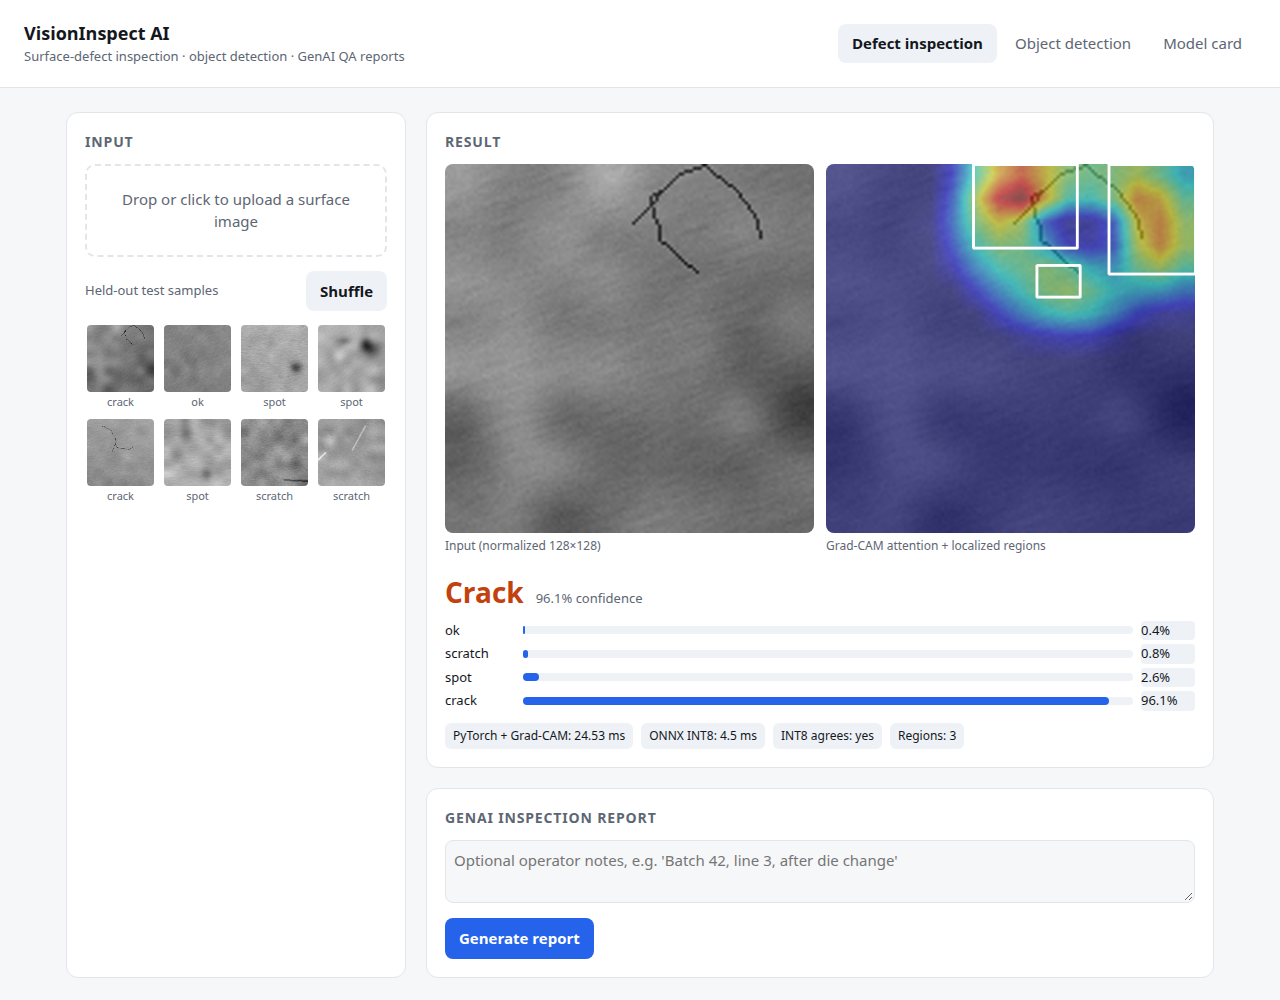 VisionInspect AI
Surface-defect inspection · object detection · GenAI QA reports
Defect inspection
Object detection
Model card
INPUT
Drop or click to upload a surface
image
Held-out test samples
Shuffle
crack
ok
spot
spot
crack
spot
scratch
scratch
RESULT
Input (normalized 128×128)
Grad-CAM attention + localized regions
Crack 96.1% confidence
ok 0.4%
scratch 0.8%
spot 2.6%
crack 96.1%
PyTorch + Grad-CAM: 24.53 ms
ONNX INT8: 4.5 ms
INT8 agrees: yes
Regions: 3
GENAI INSPECTION REPORT
Optional operator notes, e.g. 'Batch 42, line 3, after die change'
Generate report